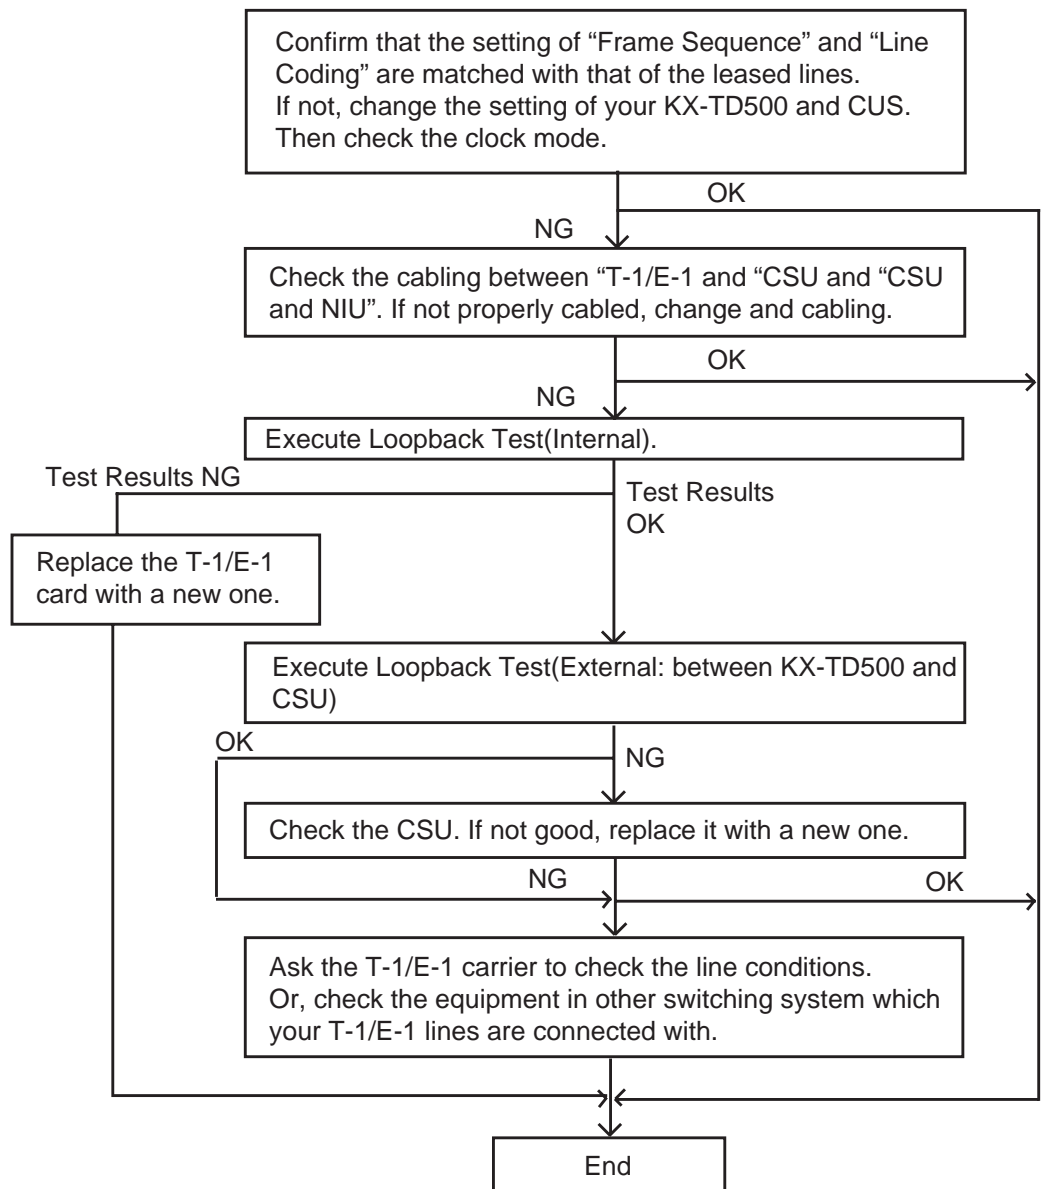 Confirm that the setting of “Frame Sequence” and “Line
Coding” are matched with that of the leased lines.
If not, change the setting of your KX-TD500 and CUS.
Then check the clock mode.
OK
NG
Check the cabling between “T-1/E-1 and “CSU and “CSU
and NIU”. If not properly cabled, change and cabling.
OK
NG
Execute Loopback Test(Internal).
Test Results NG
Test Results
OK
Replace the T-1/E-1
card with a new one.
Execute Loopback Test(External: between KX-TD500 and
CSU)
OK
NG
Check the CSU. If not good, replace it with a new one.
NG
OK
Ask the T-1/E-1 carrier to check the line conditions.
Or, check the equipment in other switching system which
your T-1/E-1 lines are connected with.
End